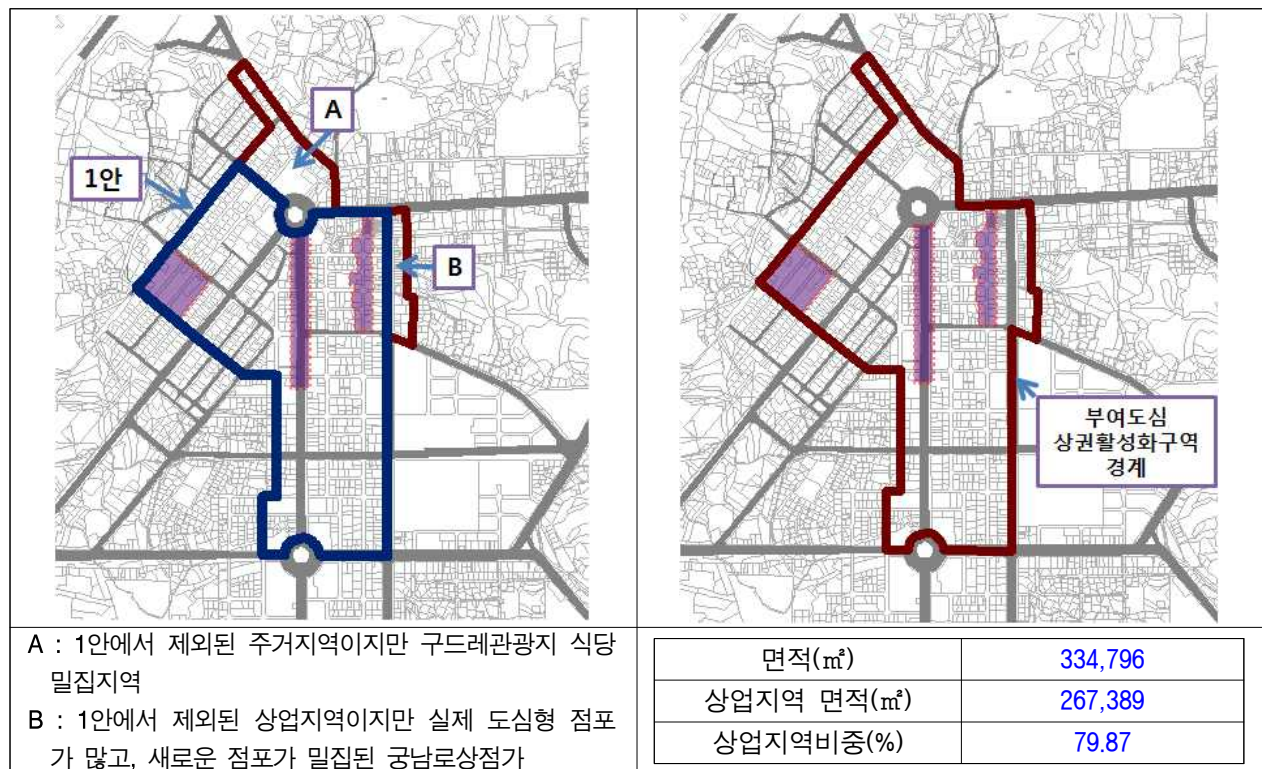 A
1안
B
부여도심
상권활성화구역
경계
A : 1안에서 제외된 주거지역이지만 구드레관광지 식당
밀집지역
B : 1안에서 제외된 상업지역이지만 실제 도심형 점포
가 많고, 새로운 점포가 밀집된 궁남로상점가
면적(㎡) 334,796
상업지역 면적(㎡) 267,389
상업지역비중(%) 79.87